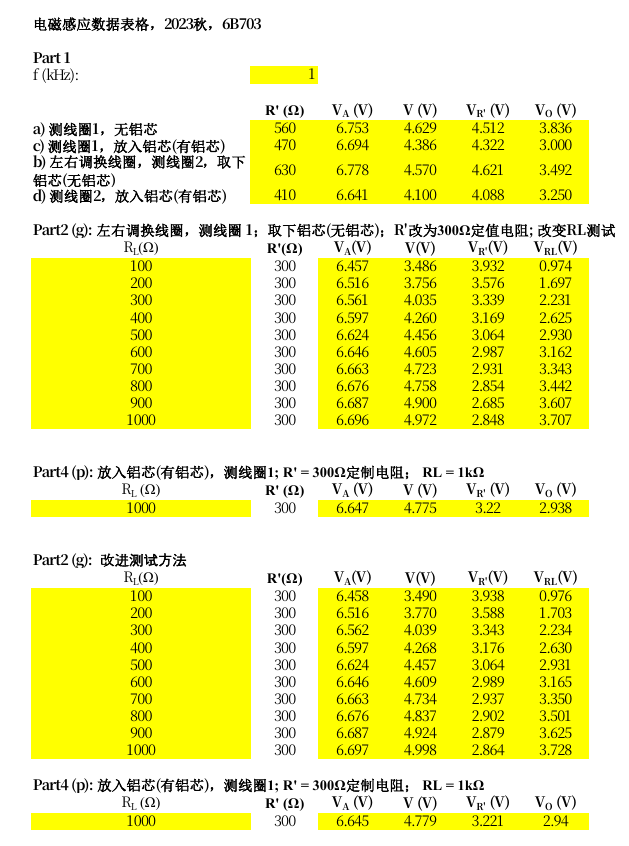 电磁感应数据表格，2023秋，6B703
Part 1
f (kHz): 1
R' (Ω) VA (V) V (V) VR' (V) VO (V)
a) 测线圈1，无铝芯 560 6.753 4.629 4.512 3.836
c) 测线圈1，放入铝芯(有铝芯) 470 6.694 4.386 4.322 3.000
b) 左右调换线圈，测线圈2，取下
铝芯(无铝芯) 630 6.778 4.570 4.621 3.492
d) 测线圈2，放入铝芯(有铝芯) 410 6.641 4.100 4.088 3.250
Part2 (g): 左右调换线圈，测线圈 1；取下铝芯(无铝芯)；R'改为300Ω定值电阻; 改变RL测试
RL(Ω) R'(Ω) VA(V) V(V) VR'(V) VRL(V)
100 300 6.457 3.486 3.932 0.974
200 300 6.516 3.756 3.576 1.697
300 300 6.561 4.035 3.339 2.231
400 300 6.597 4.260 3.169 2.625
500 300 6.624 4.456 3.064 2.930
600 300 6.646 4.605 2.987 3.162
700 300 6.663 4.723 2.931 3.343
800 300 6.676 4.758 2.854 3.442
900 300 6.687 4.900 2.685 3.607
1000 300 6.696 4.972 2.848 3.707
Part4 (p): 放入铝芯(有铝芯)，测线圈1; R' = 300Ω定制电阻； RL = 1kΩ
RL (Ω) R' (Ω) VA (V) V (V) VR' (V) VO (V)
1000 300 6.647 4.775 3.22 2.938
Part2 (g): 改进测试方法
RL(Ω) R'(Ω) VA(V) V(V) VR'(V) VRL(V)
100 300 6.458 3.490 3.938 0.976
200 300 6.516 3.770 3.588 1.703
300 300 6.562 4.039 3.343 2.234
400 300 6.597 4.268 3.176 2.630
500 300 6.624 4.457 3.064 2.931
600 300 6.646 4.609 2.989 3.165
700 300 6.663 4.734 2.937 3.350
800 300 6.676 4.837 2.902 3.501
900 300 6.687 4.924 2.879 3.625
1000 300 6.697 4.998 2.864 3.728
Part4 (p): 放入铝芯(有铝芯)，测线圈1; R' = 300Ω定制电阻； RL = 1kΩ
RL (Ω) R' (Ω) VA (V) V (V) VR' (V) VO (V)
1000 300 6.645 4.779 3.221 2.94